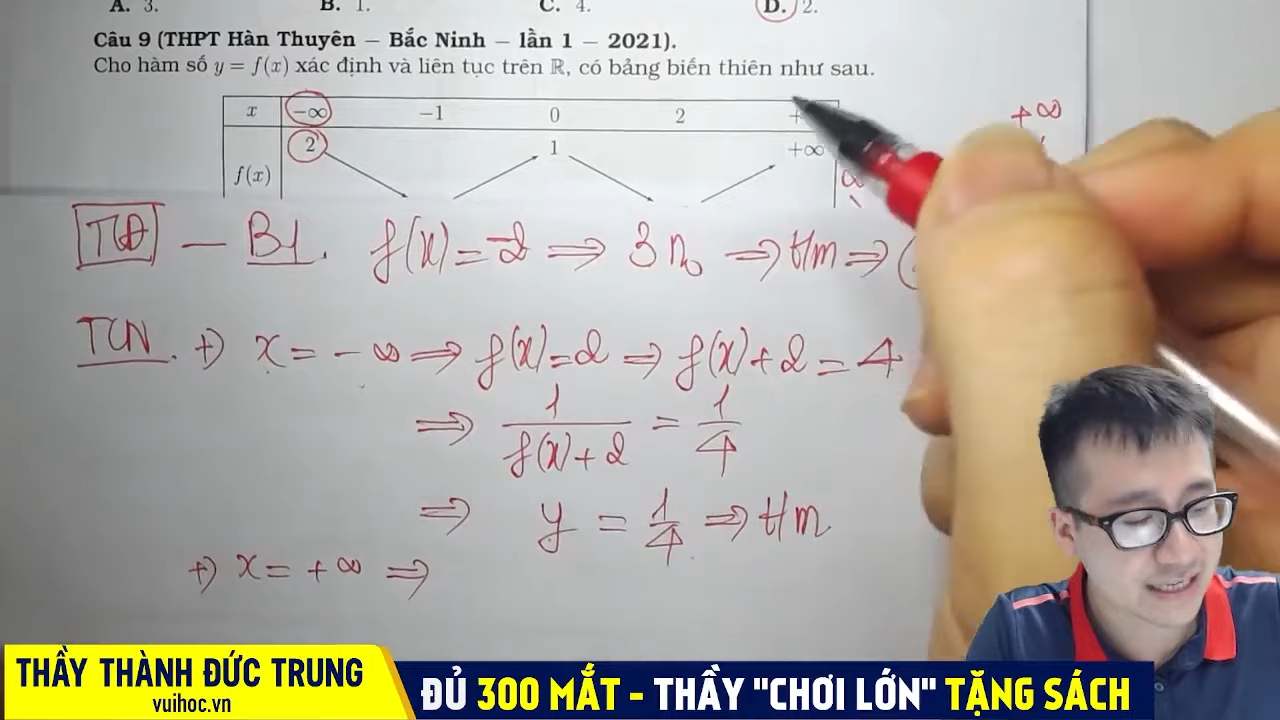 A. 3. B. 1. C. 4. D. 2.
Câu 9 (THPT Hàn Thuyên – Bắc Ninh – lần 1 – 2021).
Cho hàm số y = f(x) xác định và liên tục trên ℝ, có bảng biến thiên như sau.
x −∞ −1 0 2 +
2 1 +∞
f(x)
+∞
TCĐ – B1. f(x) = −2 ⇒ 3 n₀ ⇒ t/m ⇒
TCN. +) x = −∞ ⇒ f(x) = 2 ⇒ f(x) + 2 = 4
⇒ 1/(f(x) + 2) = 1/4
⇒ y = 1/4 ⇒ t/m
+) x = +∞ ⇒
THẦY THÀNH ĐỨC TRUNG
vuihoc.vn
ĐỦ 300 MẮT - THẦY "CHƠI LỚN" TẶNG SÁCH